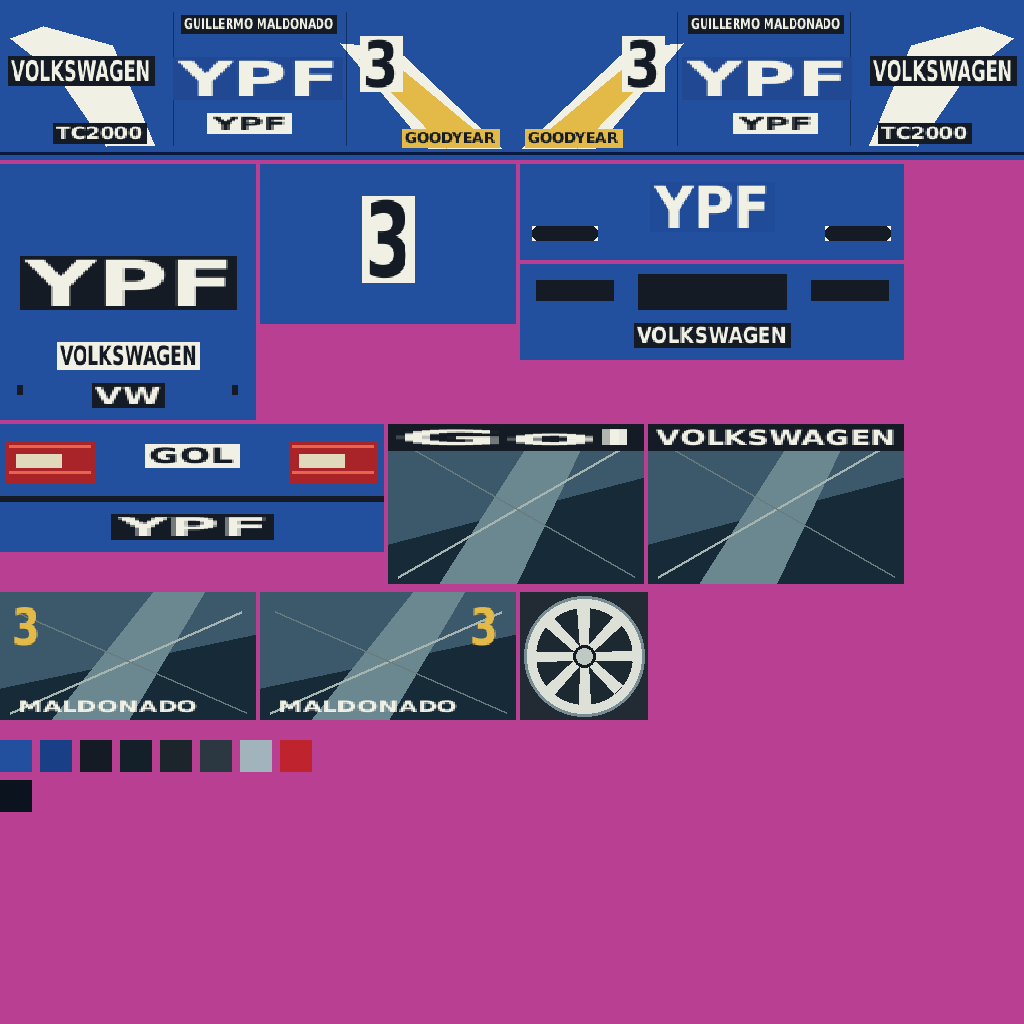 GUILLERMO MALDONADO
GUILLERMO MALDONADO
3
3
VOLKSWAGEN
YPF
YPF
VOLKSWAGEN
YPF
YPF
TC2000
GOODYEAR
GOODYEAR
TC2000
YPF
VOLKSWAGEN
VW
3
YPF
VOLKSWAGEN
GOL
YPF
GOL
VOLKSWAGEN
3
MALDONADO
3
MALDONADO